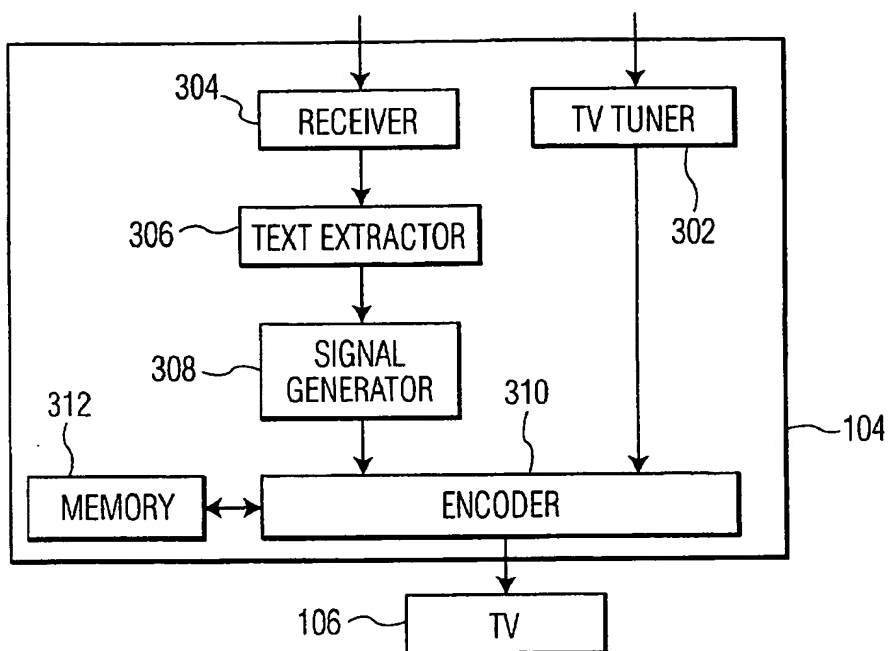 304
RECEIVER
TV TUNER
302
306
TEXT EXTRACTOR
308
SIGNAL
GENERATOR
312
310
104
MEMORY
ENCODER
106
TV